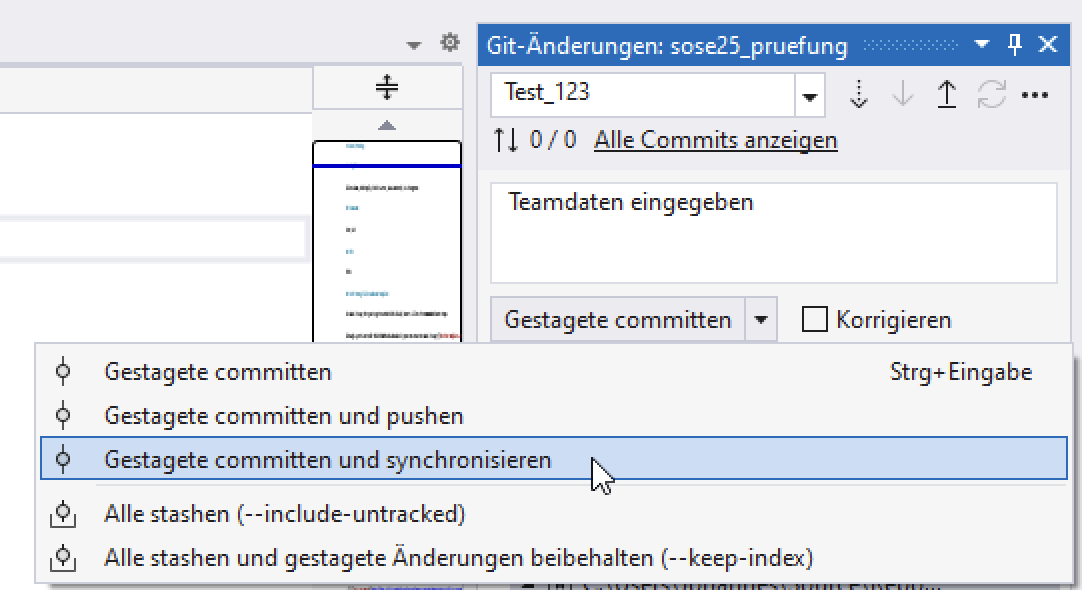 Git-Änderungen: sose25_pruefung
Test_123
0 / 0 Alle Commits anzeigen
Teamdaten eingegeben
Gestagete committen
Korrigieren
Gestagete committen Strg+Eingabe
Gestagete committen und pushen
Gestagete committen und synchronisieren
Alle stashen (--include-untracked)
Alle stashen und gestagete Änderungen beibehalten (--keep-index)